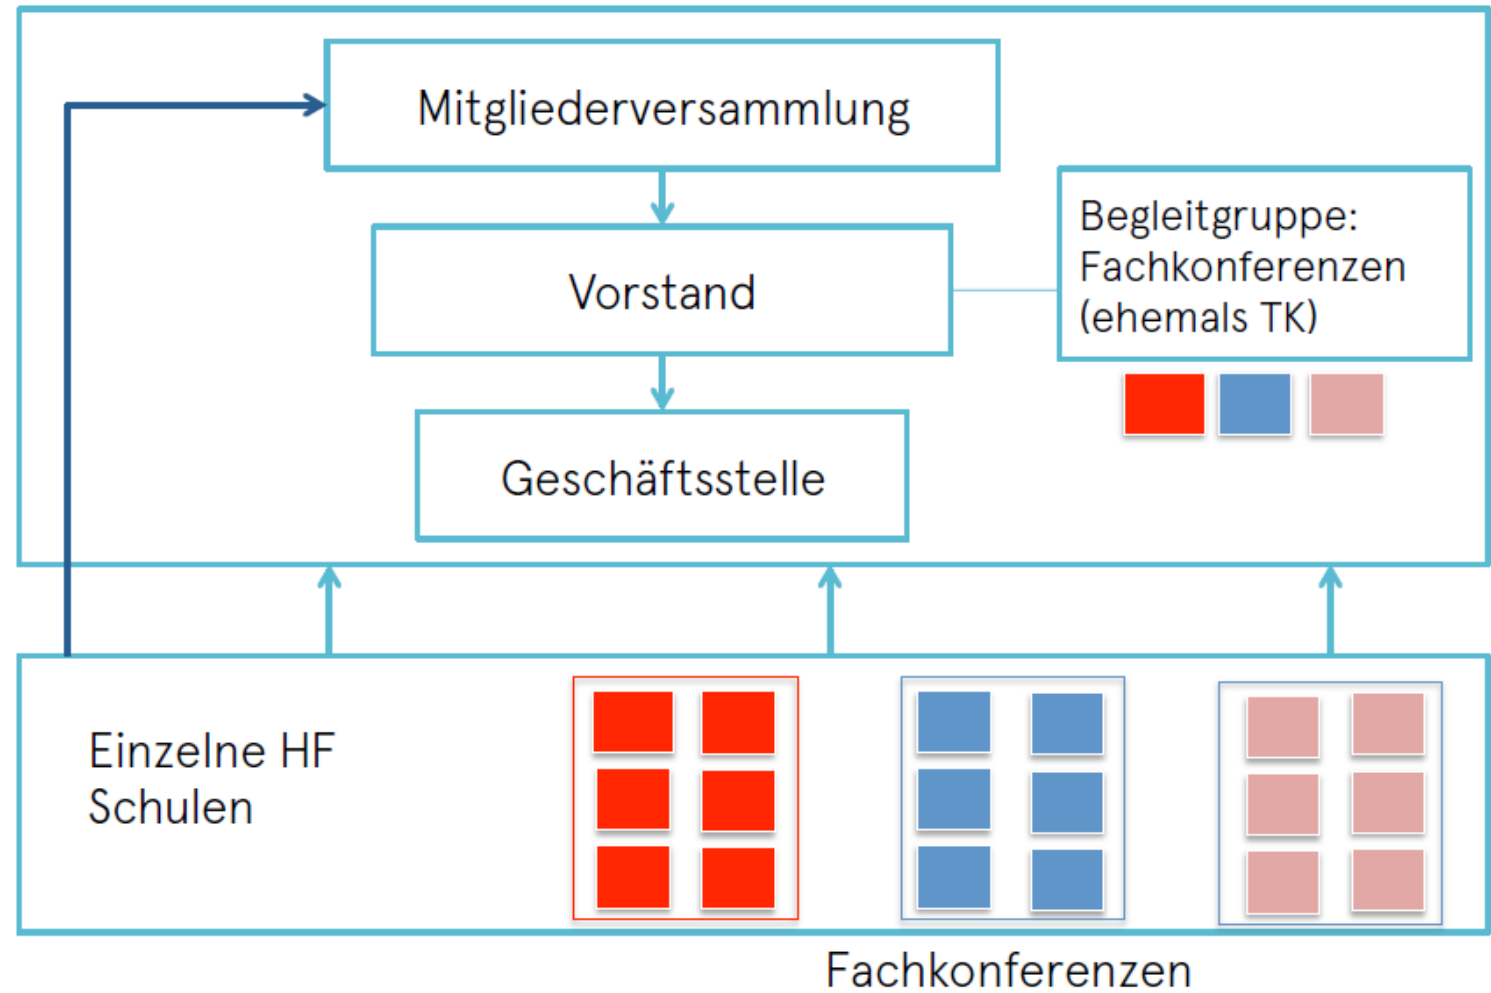 Mitgliederversammlung
Begleitgruppe:
Fachkonferenzen
(ehemals TK)
Vorstand
Geschäftsstelle
Einzelne HF
Schulen
Fachkonferenzen